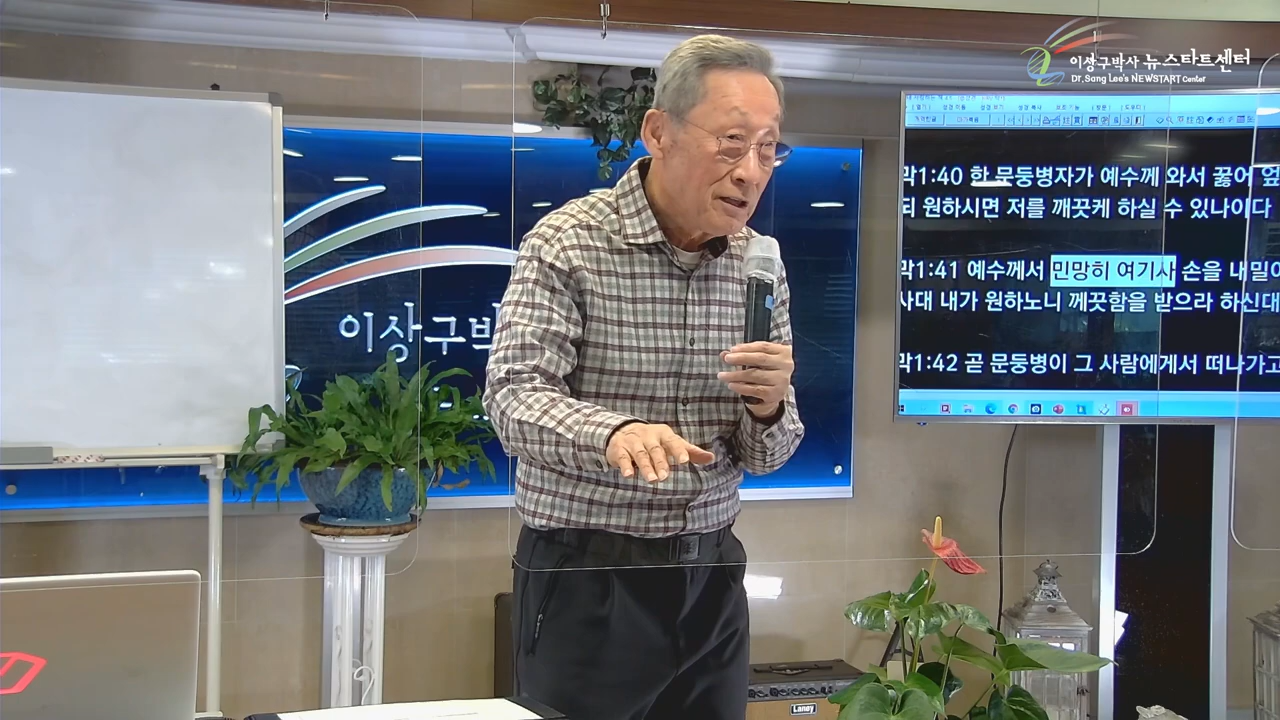 이상구박사 뉴스타트센터
Dr. Sang Lee's NEWSTART Center
막1:40 한 문둥병자가 예수께 와서 꿇어 엎
되 원하시면 저를 깨끗케 하실 수 있나이다
막1:41 예수께서 민망히 여기사 손을 내밀어
사대 내가 원하노니 깨끗함을 받으라 하신대
막1:42 곧 문둥병이 그 사람에게서 떠나가고
이상구박
Laney